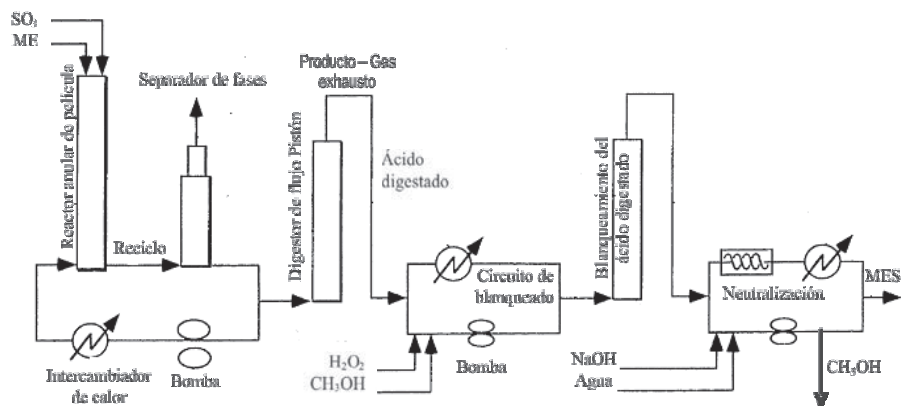 SO₃
ME
Reactor anular de película
Separador de fases
Reciclo
Intercambiador
de calor
Bomba
Digestor de flujo Pistón
Producto – Gas
exhausto
Ácido
digestado
H₂O₂
CH₃OH
Circuito de
blanqueado
Bomba
Blanqueamiento del
ácido digestado
NaOH
Agua
Neutralización
MES
CH₃OH